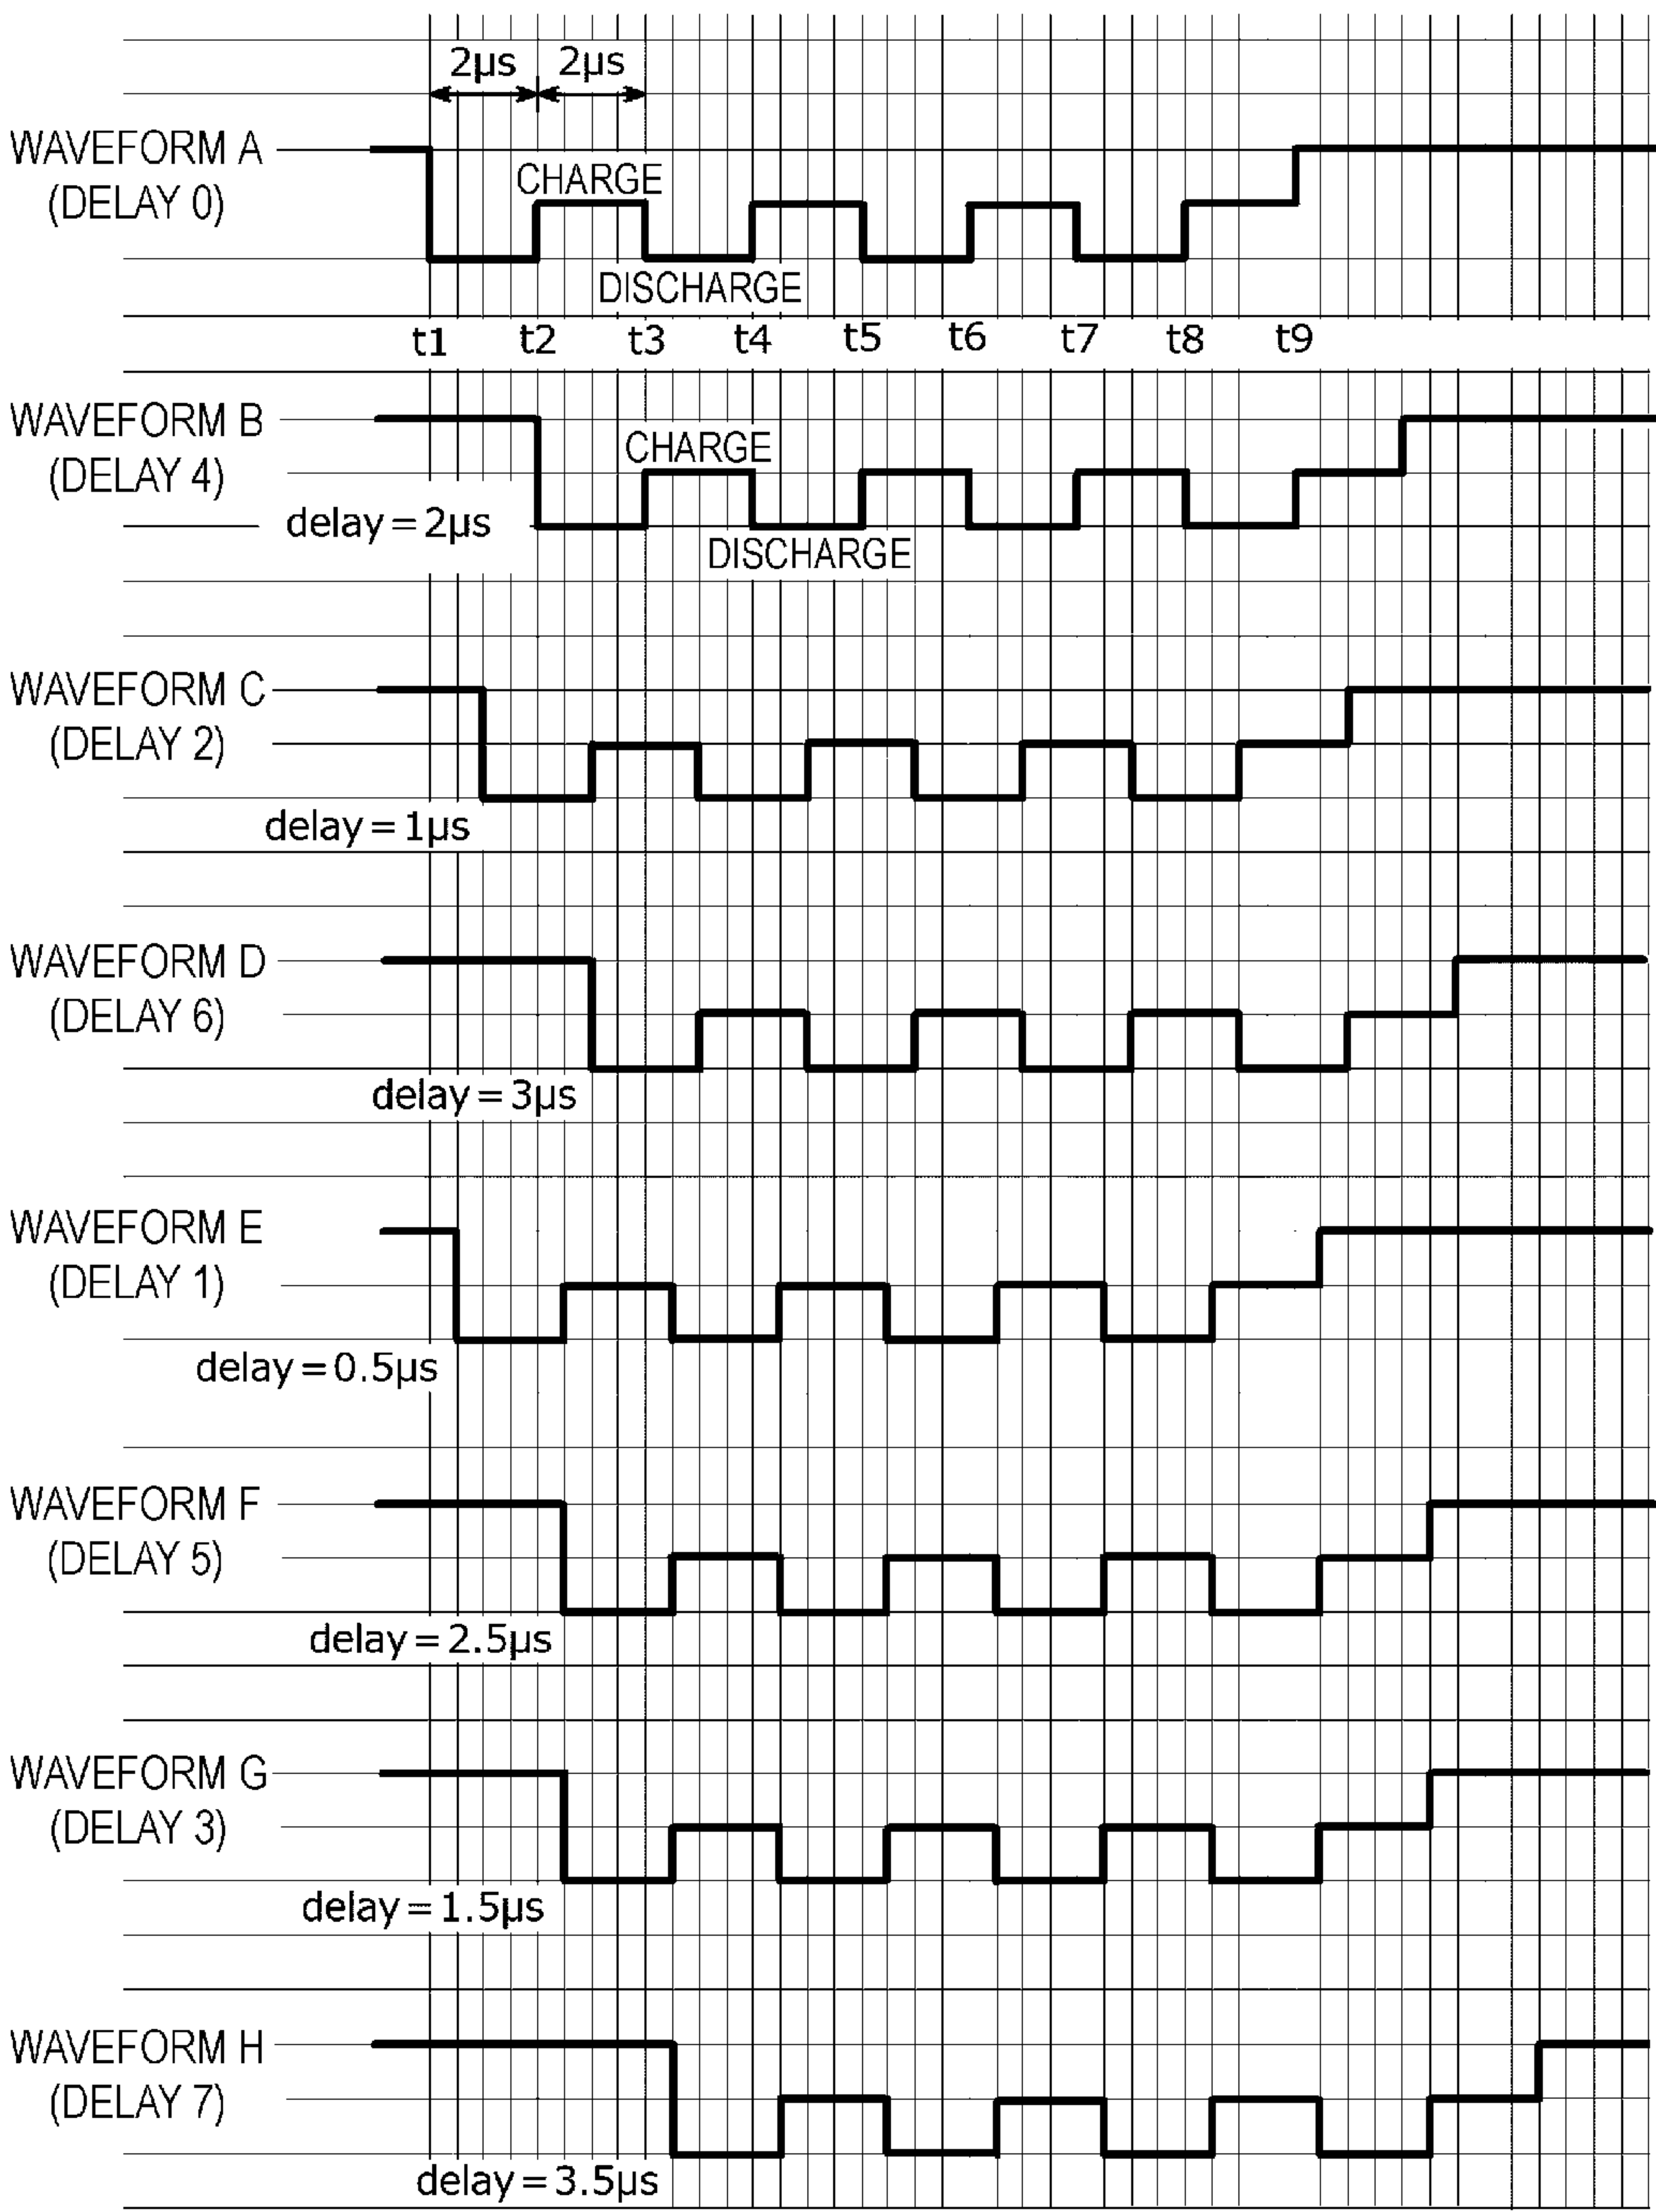 2µs 2µs
WAVEFORM A
(DELAY 0)
CHARGE
DISCHARGE
t1 t2 t3 t4 t5 t6 t7 t8 t9
WAVEFORM B
(DELAY 4)
CHARGE
delay=2µs
DISCHARGE
WAVEFORM C
(DELAY 2)
delay=1µs
WAVEFORM D
(DELAY 6)
delay=3µs
WAVEFORM E
(DELAY 1)
delay=0.5µs
WAVEFORM F
(DELAY 5)
delay=2.5µs
WAVEFORM G
(DELAY 3)
delay=1.5µs
WAVEFORM H
(DELAY 7)
delay=3.5µs